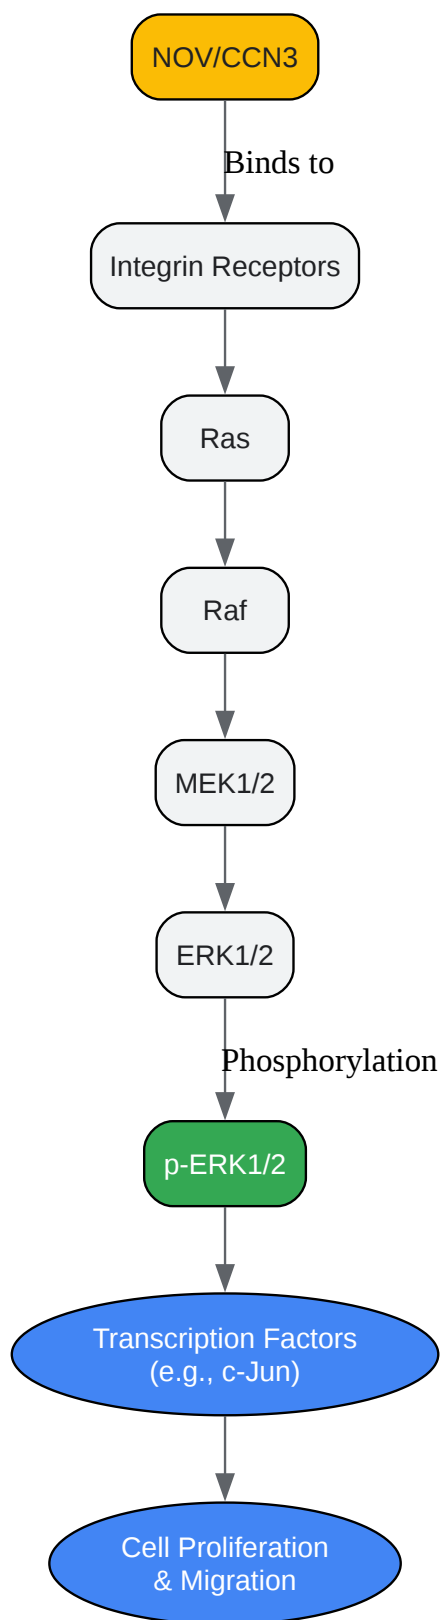 NOV/CCN3
Binds to
Integrin Receptors
Ras
Raf
MEK1/2
ERK1/2
Phosphorylation
p-ERK1/2
Transcription Factors
(e.g., c-Jun)
Cell Proliferation
& Migration